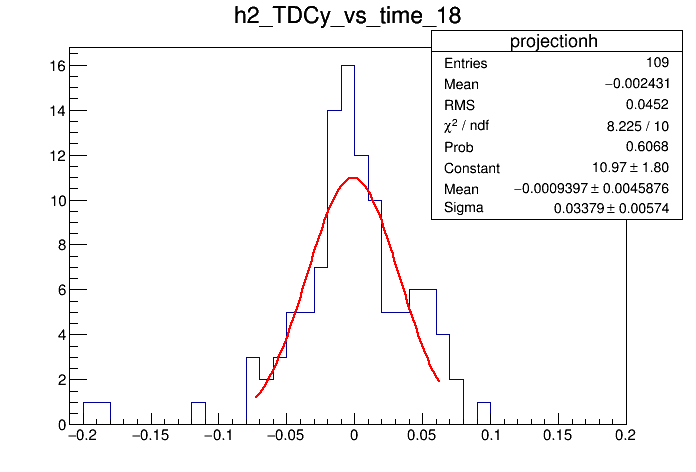 h2_TDCy_vs_time_18
projectionh
Entries 109
Mean −0.002431
RMS 0.0452
χ² / ndf 8.225 / 10
Prob 0.6068
Constant 10.97 ± 1.80
Mean −0.0009397 ± 0.0045876
Sigma 0.03379 ± 0.00574
16
14
12
10
8
6
4
2
0
−0.2 −0.15 −0.1 −0.05 0 0.05 0.1 0.15 0.2